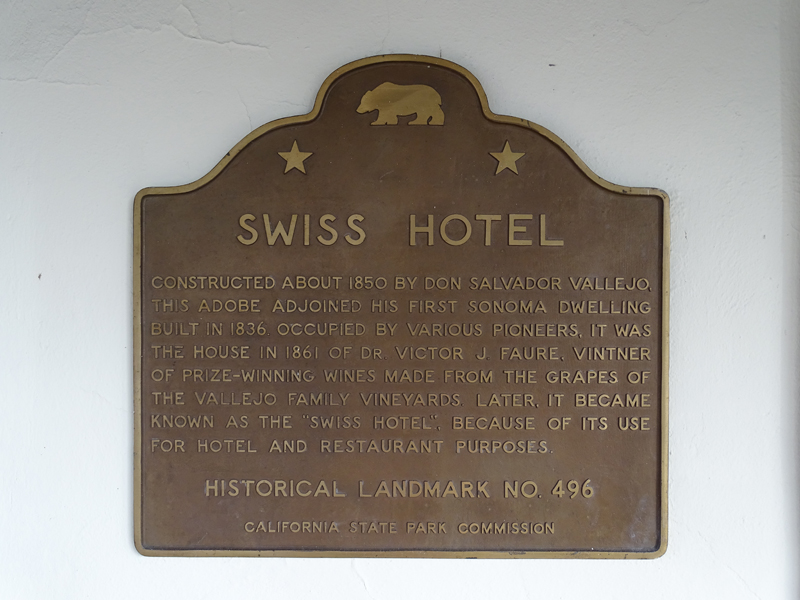 SWISS HOTEL
CONSTRUCTED ABOUT 1850 BY DON SALVADOR VALLEJO,
THIS ADOBE ADJOINED HIS FIRST SONOMA DWELLING
BUILT IN 1836. OCCUPIED BY VARIOUS PIONEERS, IT WAS
THE HOUSE IN 1861 OF DR. VICTOR J. FAURE, VINTNER
OF PRIZE-WINNING WINES MADE FROM THE GRAPES OF
THE VALLEJO FAMILY VINEYARDS. LATER, IT BECAME
KNOWN AS THE "SWISS HOTEL", BECAUSE OF ITS USE
FOR HOTEL AND RESTAURANT PURPOSES.
HISTORICAL LANDMARK NO. 496
CALIFORNIA STATE PARK COMMISSION